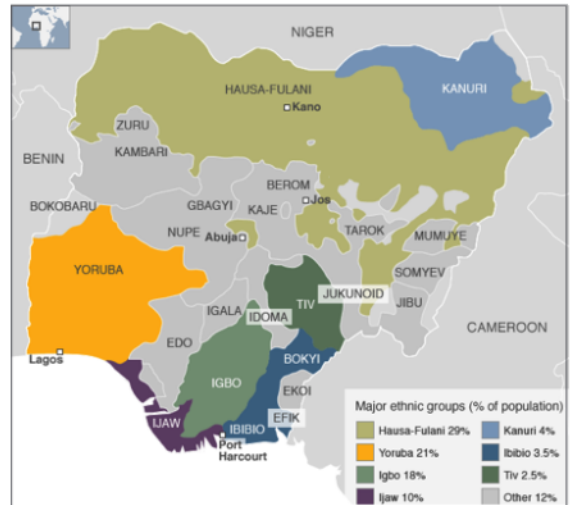 NIGER
HAUSA-FULANI
Kano
KANURI
ZURU
KAMBARI
BENIN
BEROM
BOKOBARU
GBAGYI
KAJE
Jos
NUPE
Abuja
TAROK
MUMUYE
YORUBA
SOMYEV
JUKUNOID
TIV
JIBU
IGALA
IDOMA
CAMEROON
EDO
Lagos
BOKYI
IGBO
EKOI
EFIK
IJAW
IBIBIO
Port
Harcourt
Major ethnic groups (% of population)
Hausa-Fulani 29%
Kanuri 4%
Yoruba 21%
Ibibio 3.5%
Igbo 18%
Tiv 2.5%
Ijaw 10%
Other 12%